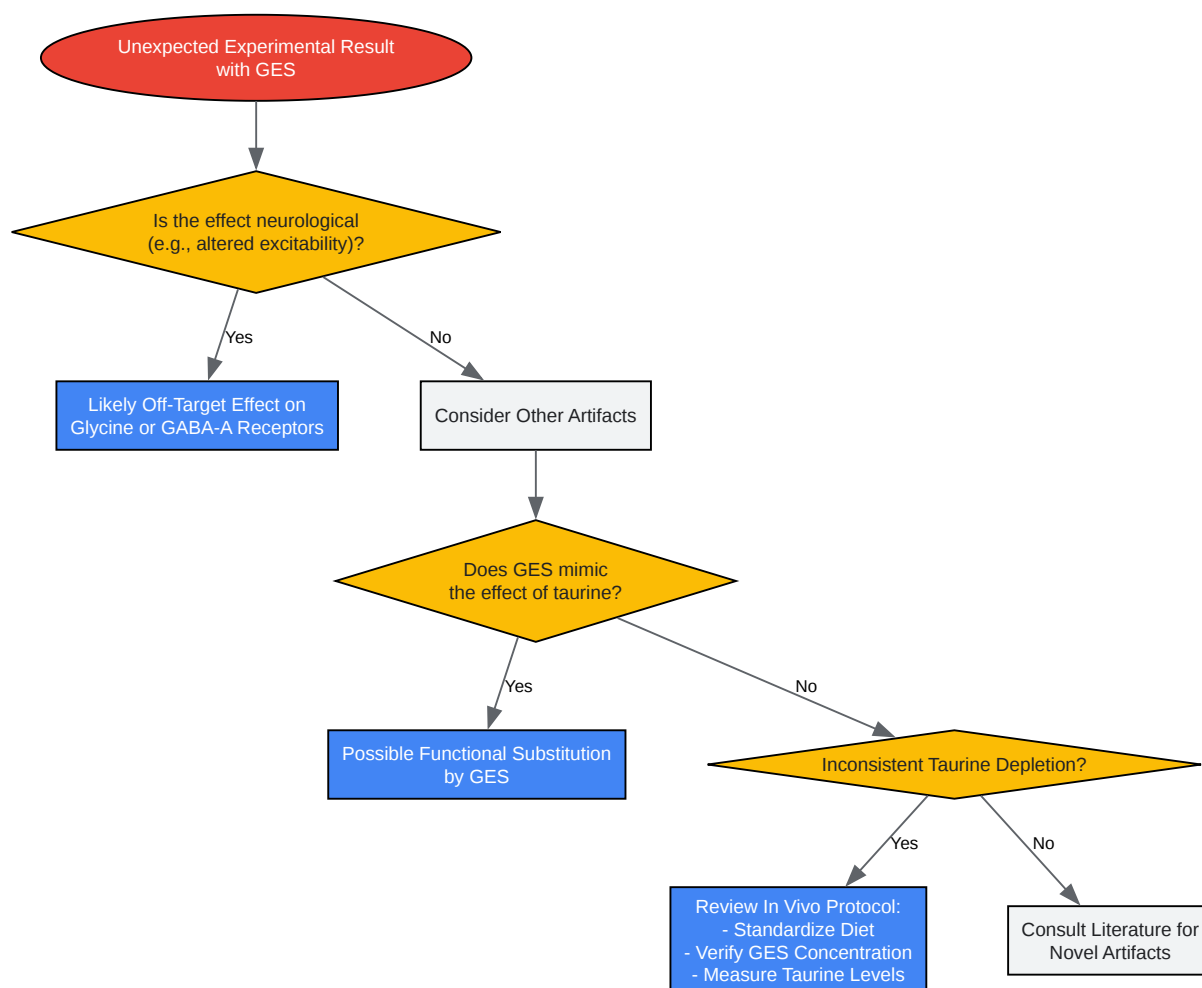 Unexpected Experimental Result
with GES
Is the effect neurological
(e.g., altered excitability)?
Yes
No
Likely Off-Target Effect on
Glycine or GABA-A Receptors
Consider Other Artifacts
Does GES mimic
the effect of taurine?
Yes
No
Possible Functional Substitution
by GES
Inconsistent Taurine Depletion?
Yes
No
Review In Vivo Protocol:
- Standardize Diet
- Verify GES Concentration
- Measure Taurine Levels
Consult Literature for
Novel Artifacts